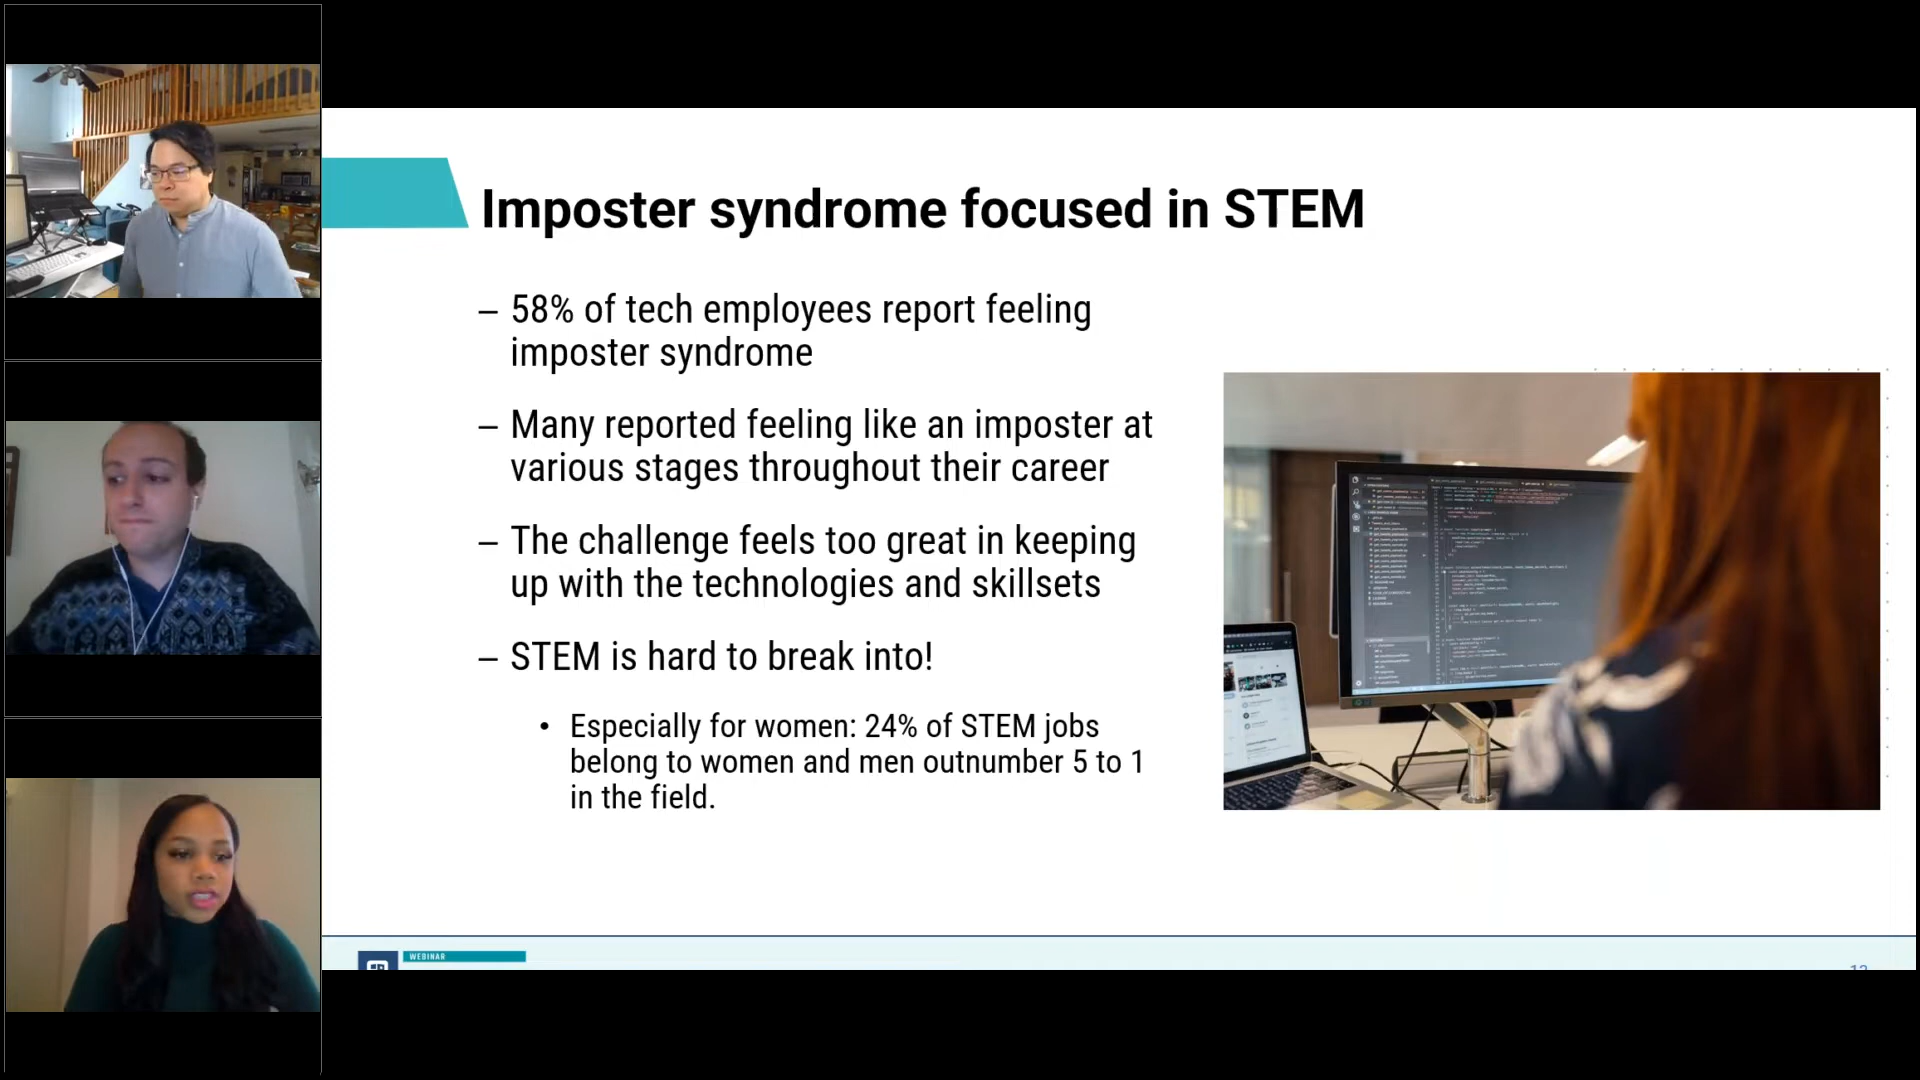 Imposter syndrome focused in STEM
– 58% of tech employees report feeling
imposter syndrome
– Many reported feeling like an imposter at
various stages throughout their career
– The challenge feels too great in keeping
up with the technologies and skillsets
– STEM is hard to break into!
• Especially for women: 24% of STEM jobs
belong to women and men outnumber 5 to 1
in the field.
WEBINAR